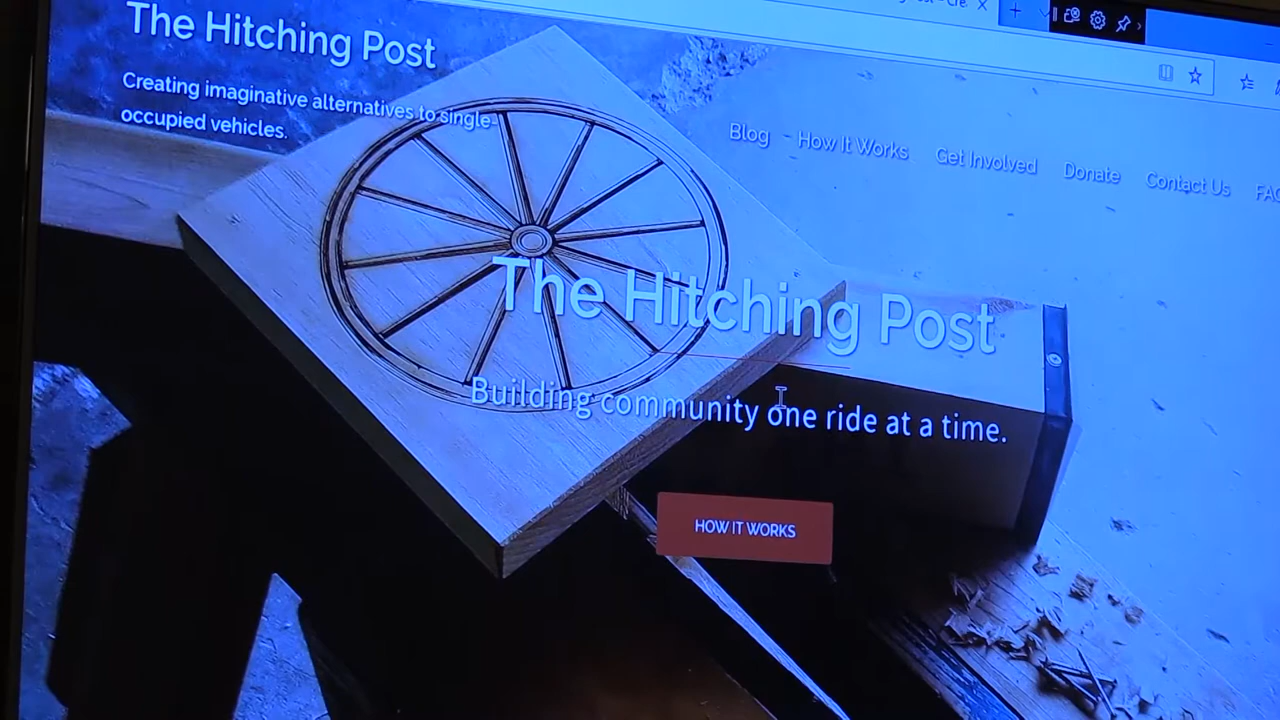 The Hitching Post
Creating imaginative alternatives to single-
occupied vehicles.
Blog How It Works Get Involved Donate Contact Us FAQ
The Hitching Post
Building community one ride at a time.
HOW IT WORKS